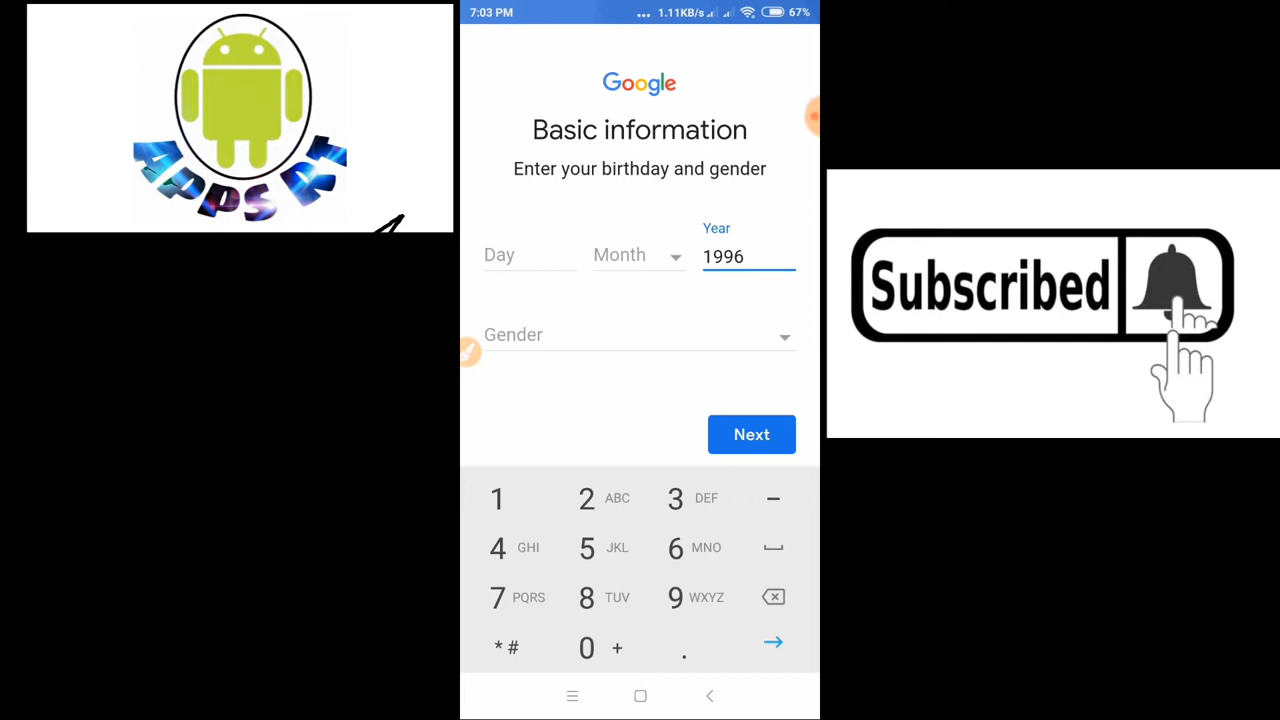 APPS RT
7:03 PM
... 1.11KB/s 67%
Google
Basic information
Enter your birthday and gender
Year
Day Month 1996
Gender
Next
1 2 ABC 3 DEF –
4 GHI 5 JKL 6 MNO
7 PQRS 8 TUV 9 WXYZ
* # 0 + .
Subscribed